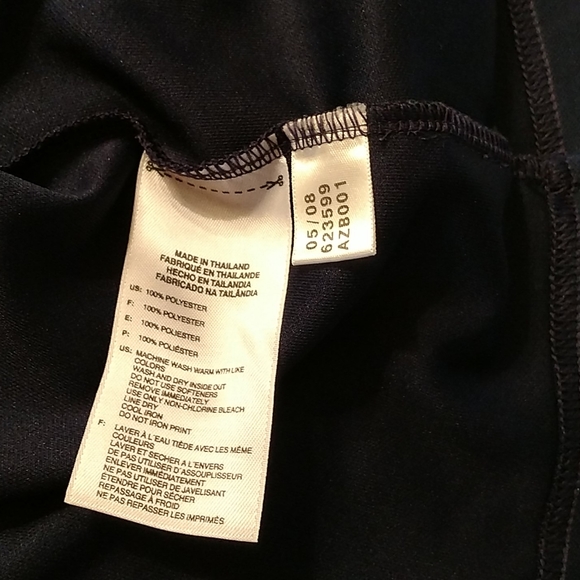 MADE IN THAILAND
FABRIQUÉ EN THAILANDE
HECHO EN TAILANDIA
FABRICADO NA TAILÂNDIA
US: 100% POLYESTER
F: 100% POLYESTER
E: 100% POLIESTER
P: 100% POLIÉSTER
US: MACHINE WASH WARM WITH LIKE
COLORS
WASH AND DRY INSIDE OUT
DO NOT USE SOFTENERS
REMOVE IMMEDIATELY
USE ONLY NON-CHLORINE BLEACH
LINE DRY
COOL IRON
DO NOT IRON PRINT
F: LAVER À L'EAU TIÈDE AVEC LES MÊME
COULEURS
LAVER ET SÉCHER A L'ENVERS
DE PAS UTILISER D'ASSOUPLISSEUR
ENLEVER IMMÉDIATEMENT
NE PAS UTILISER DE JAVELISANT
ÉTENDRE POUR SÉCHER
REPASSAGE À FROID
NE PAS REPASSER LES IMPRIMÉS
05/08
623599
AZB001